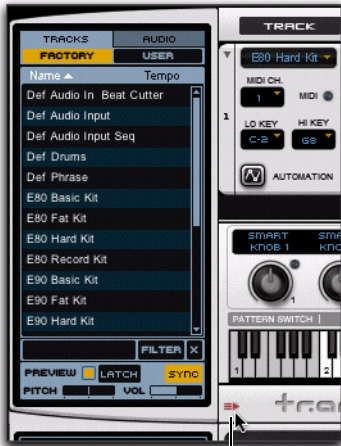 TRACKS AUDIO
FACTORY USER
Name Tempo
Def Audio In Beat Cutter
Def Audio Input
Def Audio Input Seq
Def Drums
Def Phrase
E80 Basic Kit
E80 Fat Kit
E80 Hard Kit
E80 Record Kit
E90 Basic Kit
E90 Fat Kit
E90 Hard Kit
FILTER X
PREVIEW LATCH SYNC
PITCH VOL
TRACK
E80 Hard Kit
MIDI CH.
1 MIDI
1
LO KEY HI KEY
C-2 G8
AUTOMATION
SMART KNOB 1
1
PATTERN SWITCH
1 2